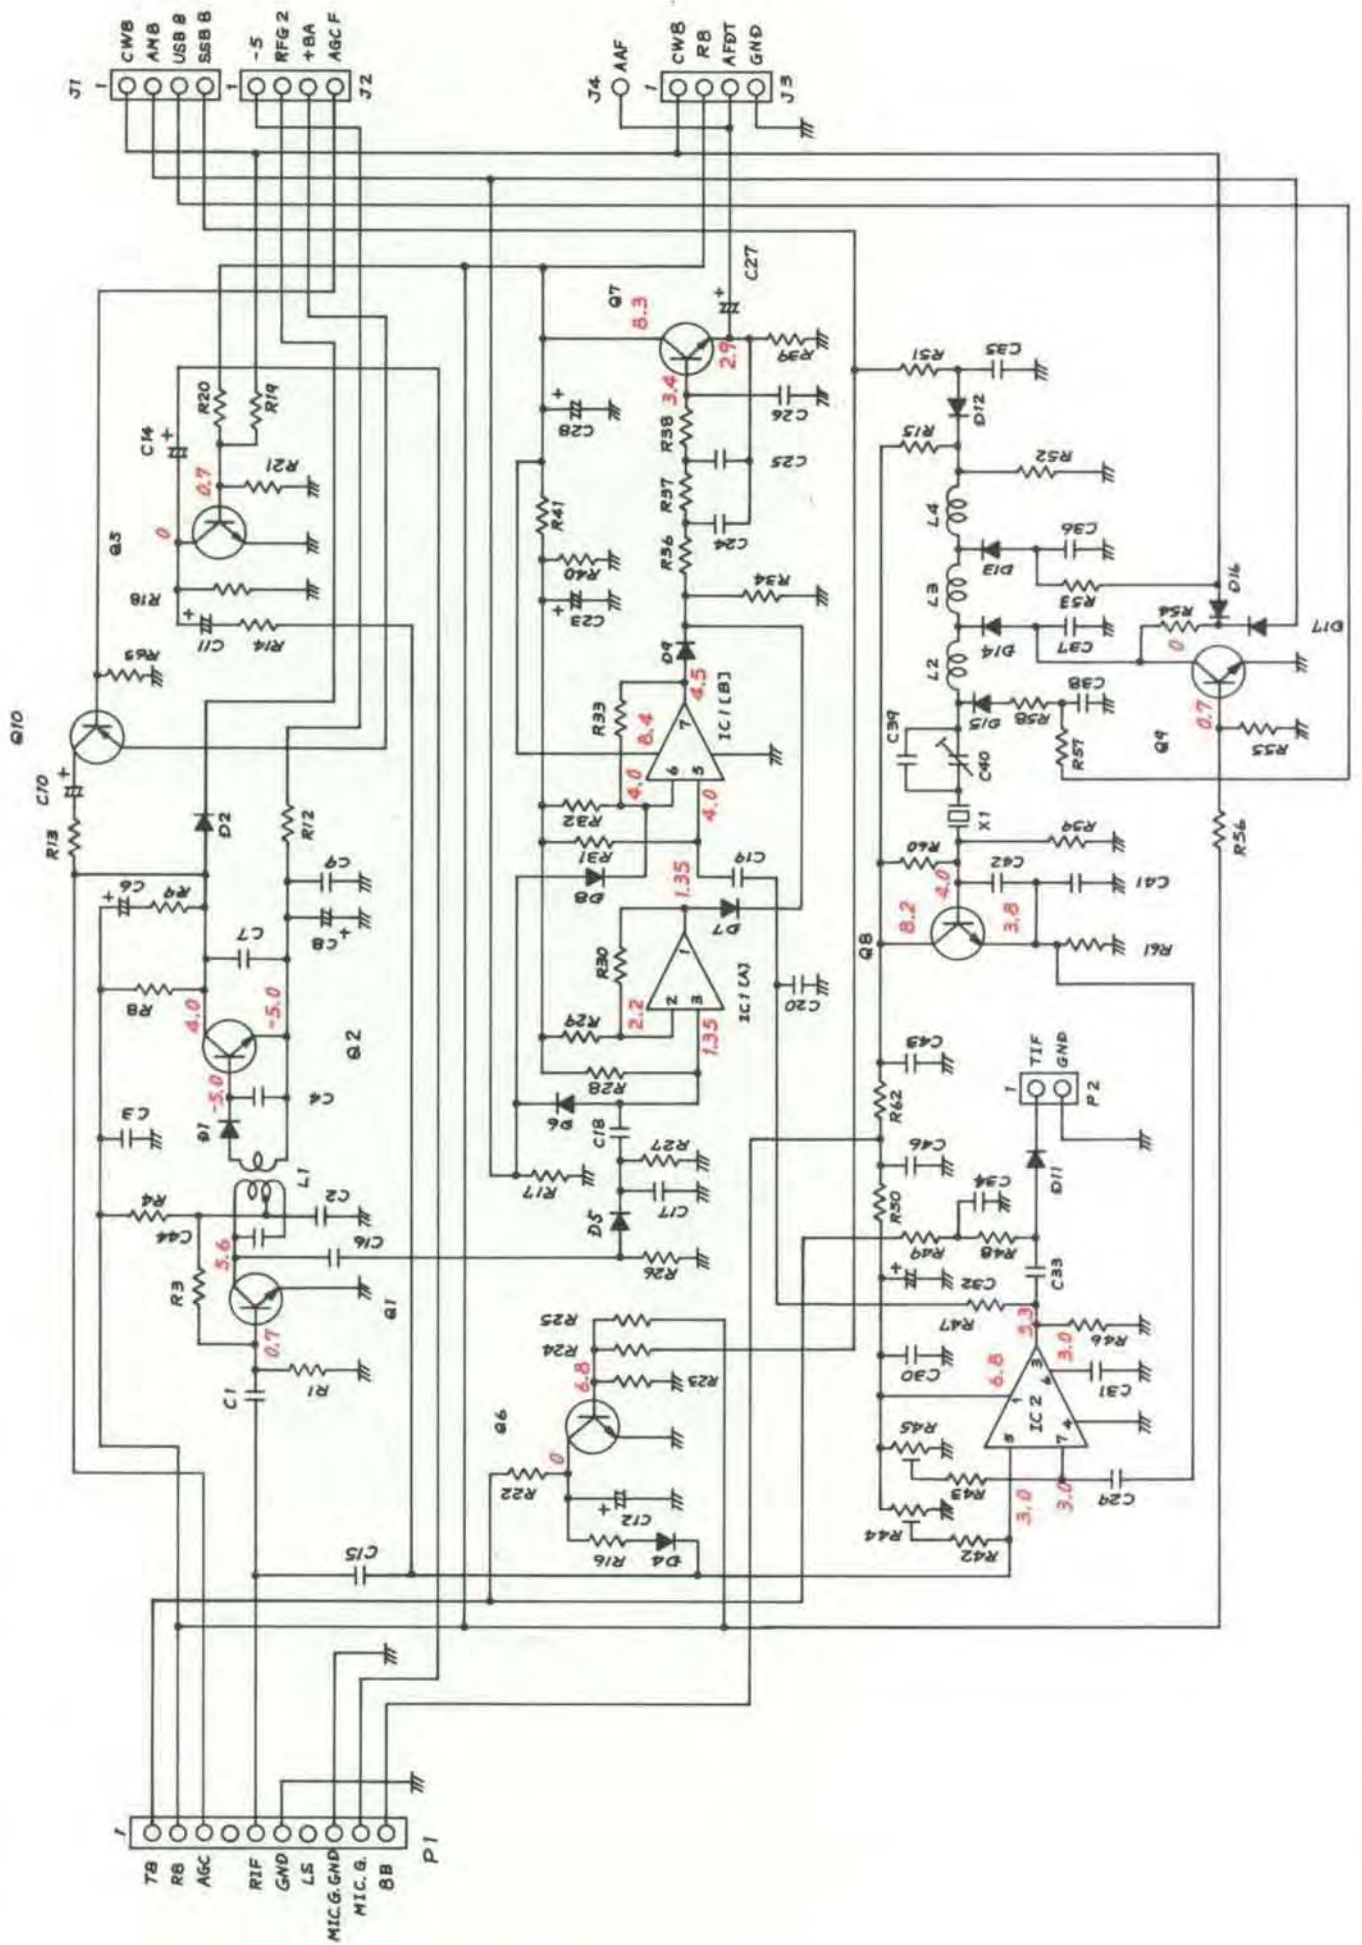 J1
1
CWB
AMB
USB B
SSB B
1
-5
RFG 2
+BA
AGC F
J2
J4
AAF
1
CWB
RB
AFDT
GND
J3
Q10
C10
+
R13
R63
C6
+
R9
R8
C3
R4
C44
R3
C1
R1
0.7
Q1
5.6
C16
C2
L1
D1
-5.0
C4
4.0
-5.0
Q2
C7
C8
+
C9
D2
R12
C11
+
R14
R18
0
C14
+
0.7
R21
R20
R19
C15
1
TB
RB
AGC
RIF
GND
LS
MIC.G.GND
MIC. G.
8B
P1
Q6
R22
0
6.8
C12
+
R16
D4
R23
R24
R25
R26
D5
C17
R27
C18
R17
D6
R28
R29
2.2
2
3
1
1.35
IC1(A)
R30
1.35
D7
D8
R31
R32
C19
C20
4.0
4.0
6
5
7
8.4
IC1(B)
R33
4.5
D9
R34
C23
+
R40
R41
C28
+
R36
R37
R38
C24
C25
C26
3.4
Q7
8.3
2.9
R39
+
C27
R44
R42
R45
R43
3.0
3.0
C29
5
7
4
1
6
3
IC 2
6.8
3.0
C30
C31
R46
R47
C32
+
C33
R48
R49
C34
D11
R50
C46
R62
1
TIF
GND
P2
Q8
8.2
4.0
3.8
R61
C41
C42
R60
X1
C39
C40
D15
R58
C38
R57
L2
D14
C37
L3
D13
C36
R53
L4
R52
R15
D12
R51
C35
R56
R55
0.7
Q9
0
R54
D16
D17